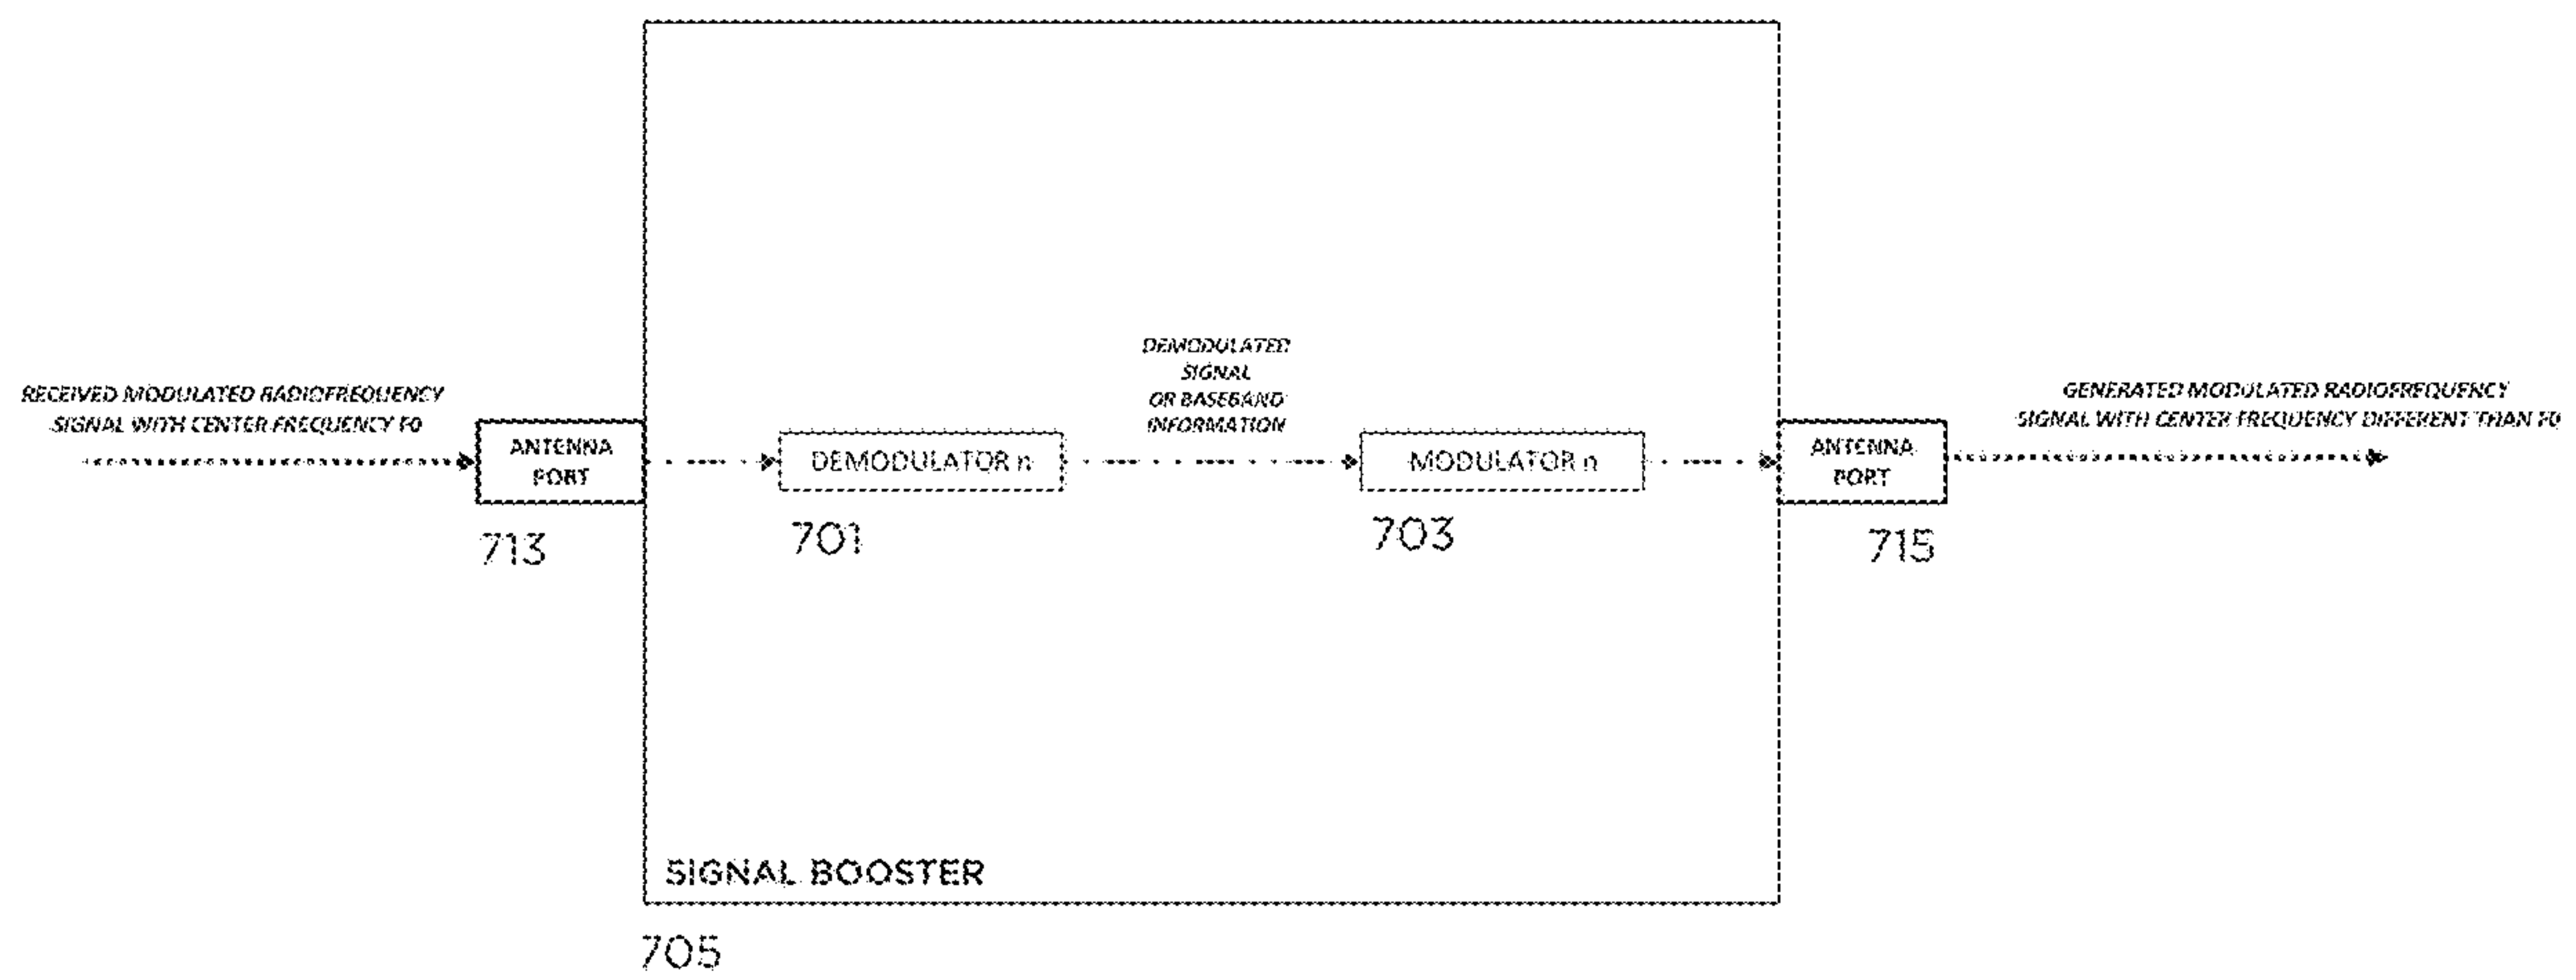 RECEIVED MODULATED RADIOFREQUENCY
SIGNAL WITH CENTER FREQUENCY F0
ANTENNA
PORT
713
DEMODULATOR n
701
DEMODULATED
SIGNAL
OR BASEBAND
INFORMATION
MODULATOR n
703
ANTENNA
PORT
715
GENERATED MODULATED RADIOFREQUENCY
SIGNAL WITH CENTER FREQUENCY DIFFERENT THAN F0
SIGNAL BOOSTER
705